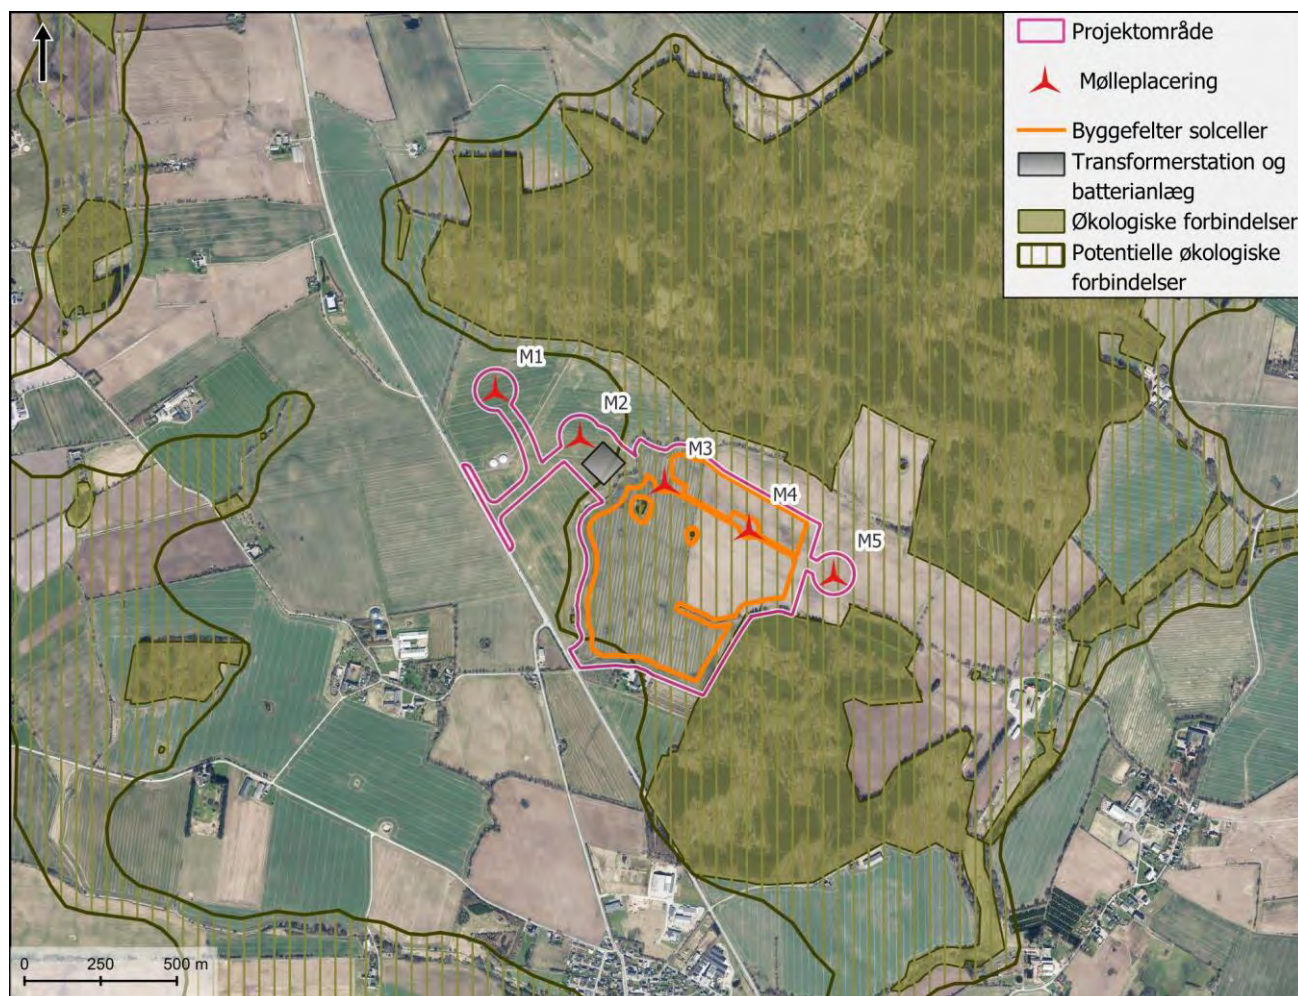 Projektområde
Mølleplacering
Byggefelter solceller
Transformerstation og
batterianlæg
Økologiske forbindelser
Potentielle økologiske
forbindelser
M1
M2
M3
M4
M5
0 250 500 m